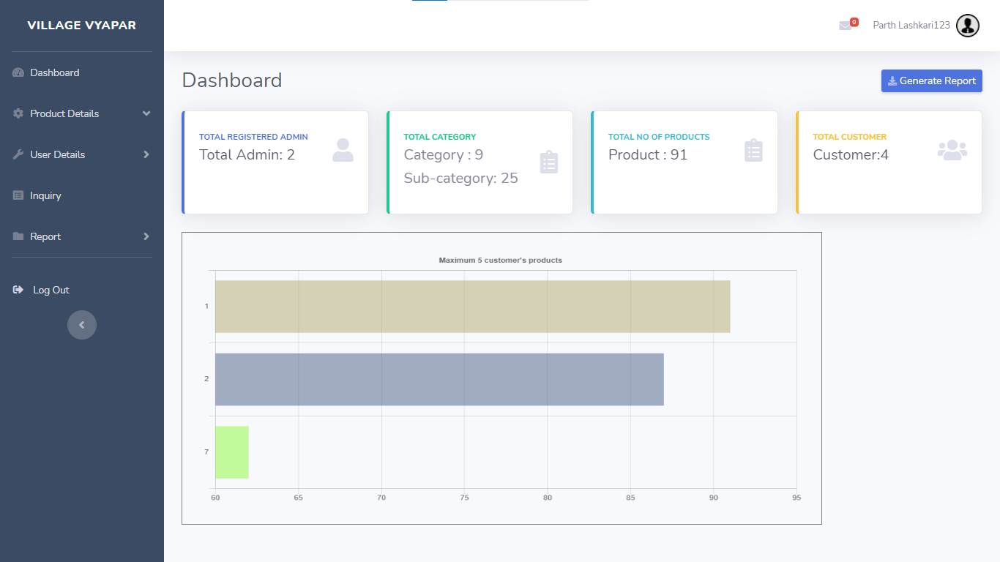 VILLAGE VYAPAR
Dashboard
Product Details
User Details
Inquiry
Report
Log Out
0
Parth Lashkari123
Dashboard
Generate Report
TOTAL REGISTERED ADMIN
Total Admin: 2
TOTAL CATEGORY
Category : 9
Sub-category: 25
TOTAL NO OF PRODUCTS
Product : 91
TOTAL CUSTOMER
Customer:4
Maximum 5 customer's products
1
2
7
60 65 70 75 80 85 90 95